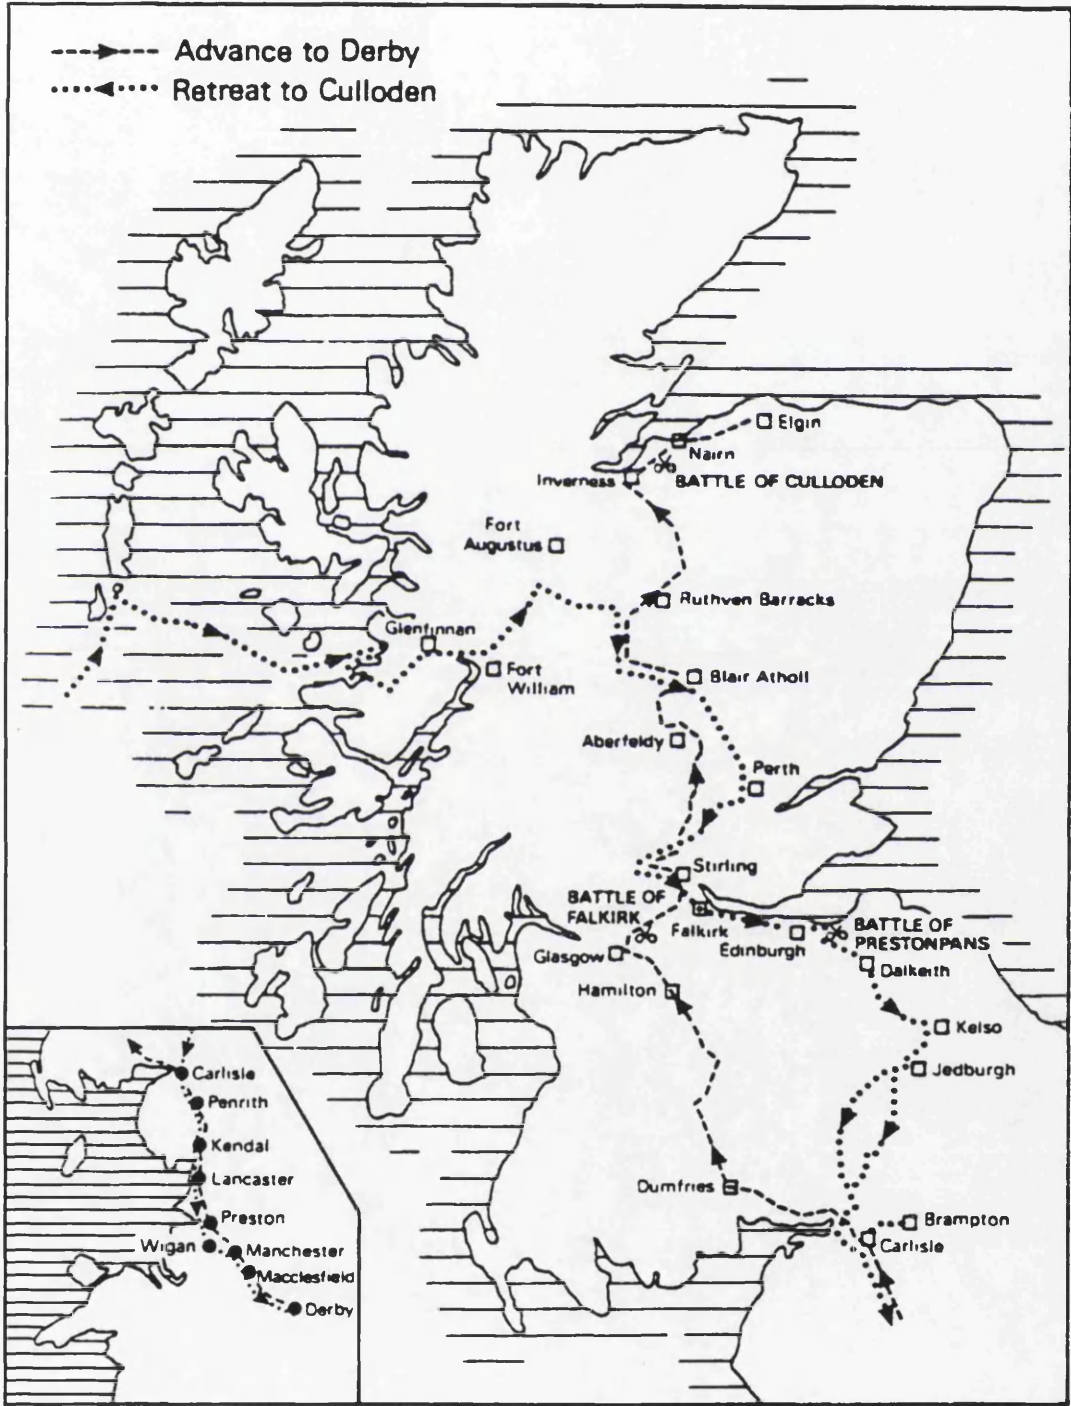 Advance to Derby
Retreat to Culloden
Elgin
Nairn
Inverness
BATTLE OF CULLODEN
Fort
Augustus
Ruthven Barracks
Glenfinnan
Fort
William
Blair Atholl
Aberfeldy
Perth
Stirling
BATTLE OF
FALKIRK
Falkirk
Edinburgh
BATTLE OF
PRESTONPANS
Glasgow
Dalkeith
Hamilton
Kelso
Jedburgh
Dumfries
Brampton
Carlisle
Carlisle
Penrith
Kendal
Lancaster
Preston
Wigan
Manchester
Macclesfield
Derby